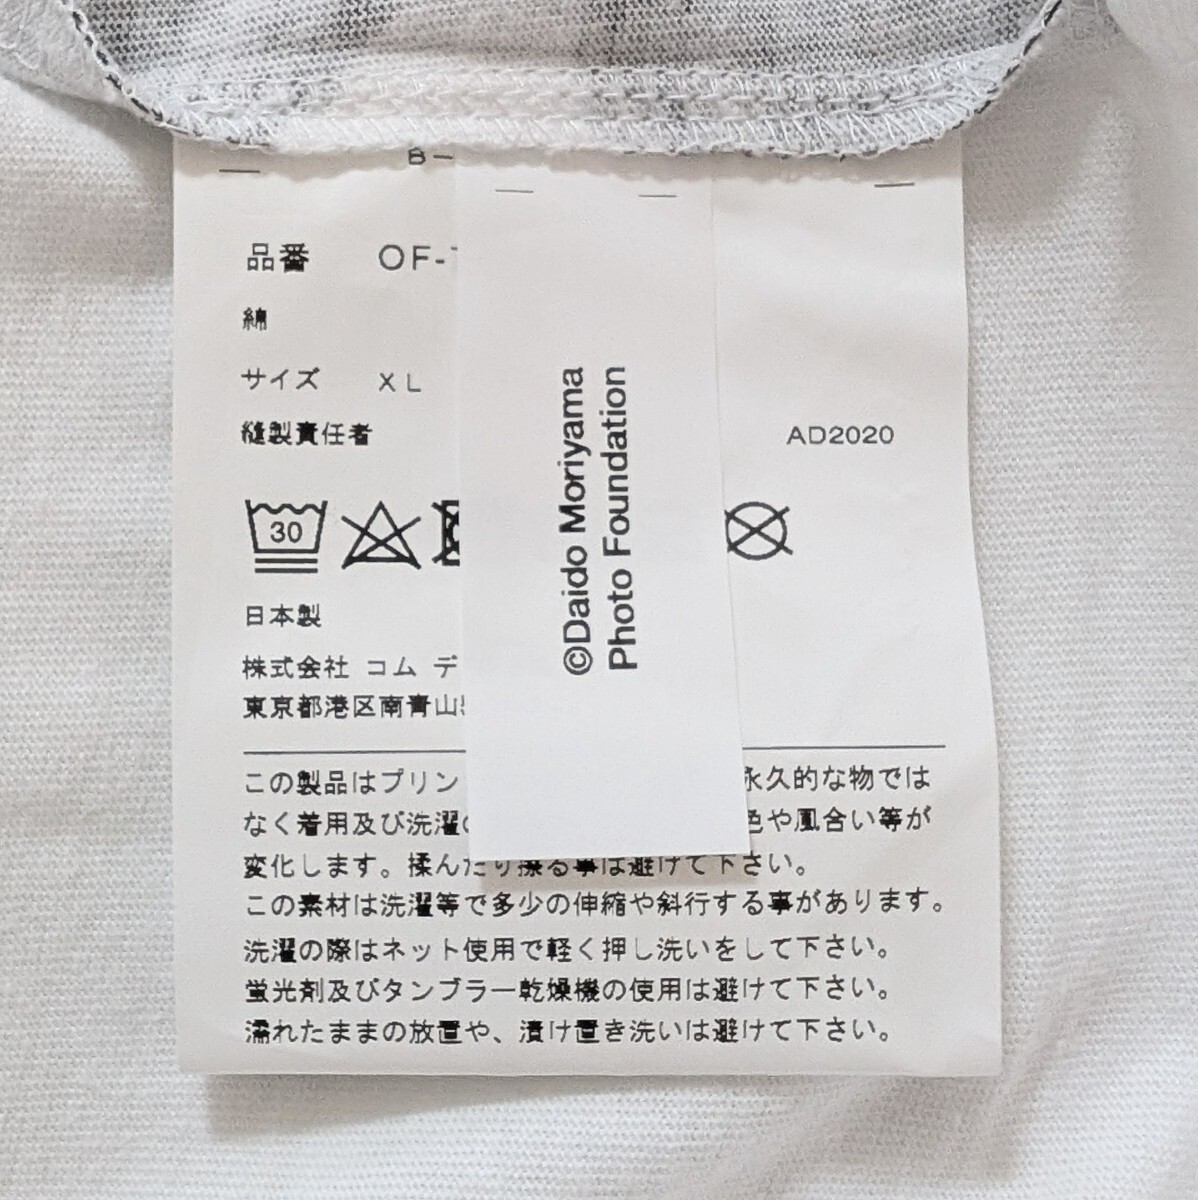 B-
品番 OF-
綿
サイズ XL
縫製責任者 AD2020
30
日本製
株式会社 コム デ
東京都港区南青山
©Daido Moriyama
Photo Foundation
この製品はプリン 永久的な物では
なく着用及び洗濯 色や風合い等が
変化します。揉んだり擦る事は避けて下さい。
この素材は洗濯等で多少の伸縮や斜行する事があります。
洗濯の際はネット使用で軽く押し洗いをして下さい。
蛍光剤及びタンブラー乾燥機の使用は避けて下さい。
濡れたままの放置や、漬け置き洗いは避けて下さい。